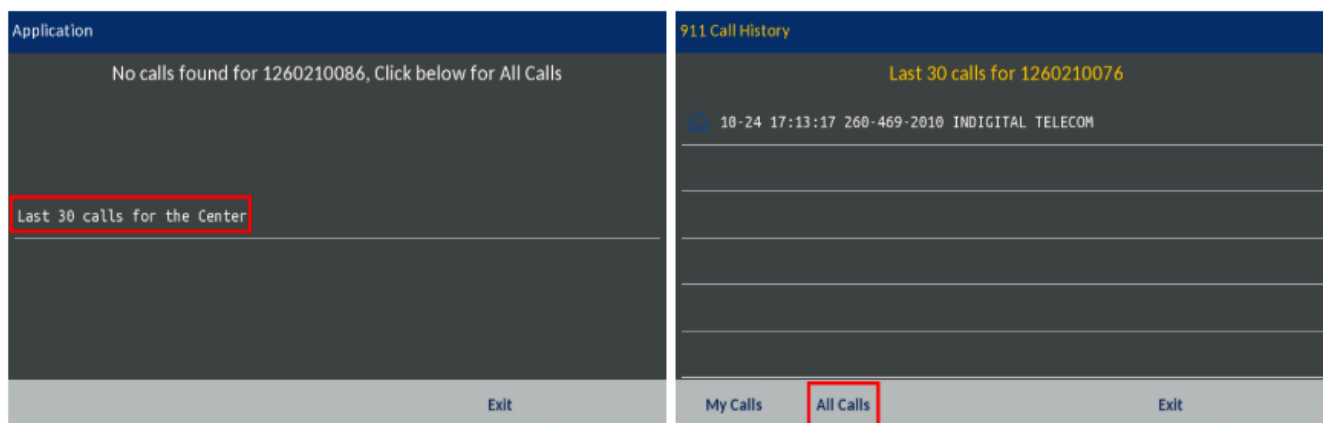 Application
No calls found for 1260210086, Click below for All Calls
Last 30 calls for the Center
Exit
911 Call History
Last 30 calls for 1260210076
10-24 17:13:17 260-469-2010 INDIGITAL TELECOM
My Calls All Calls Exit